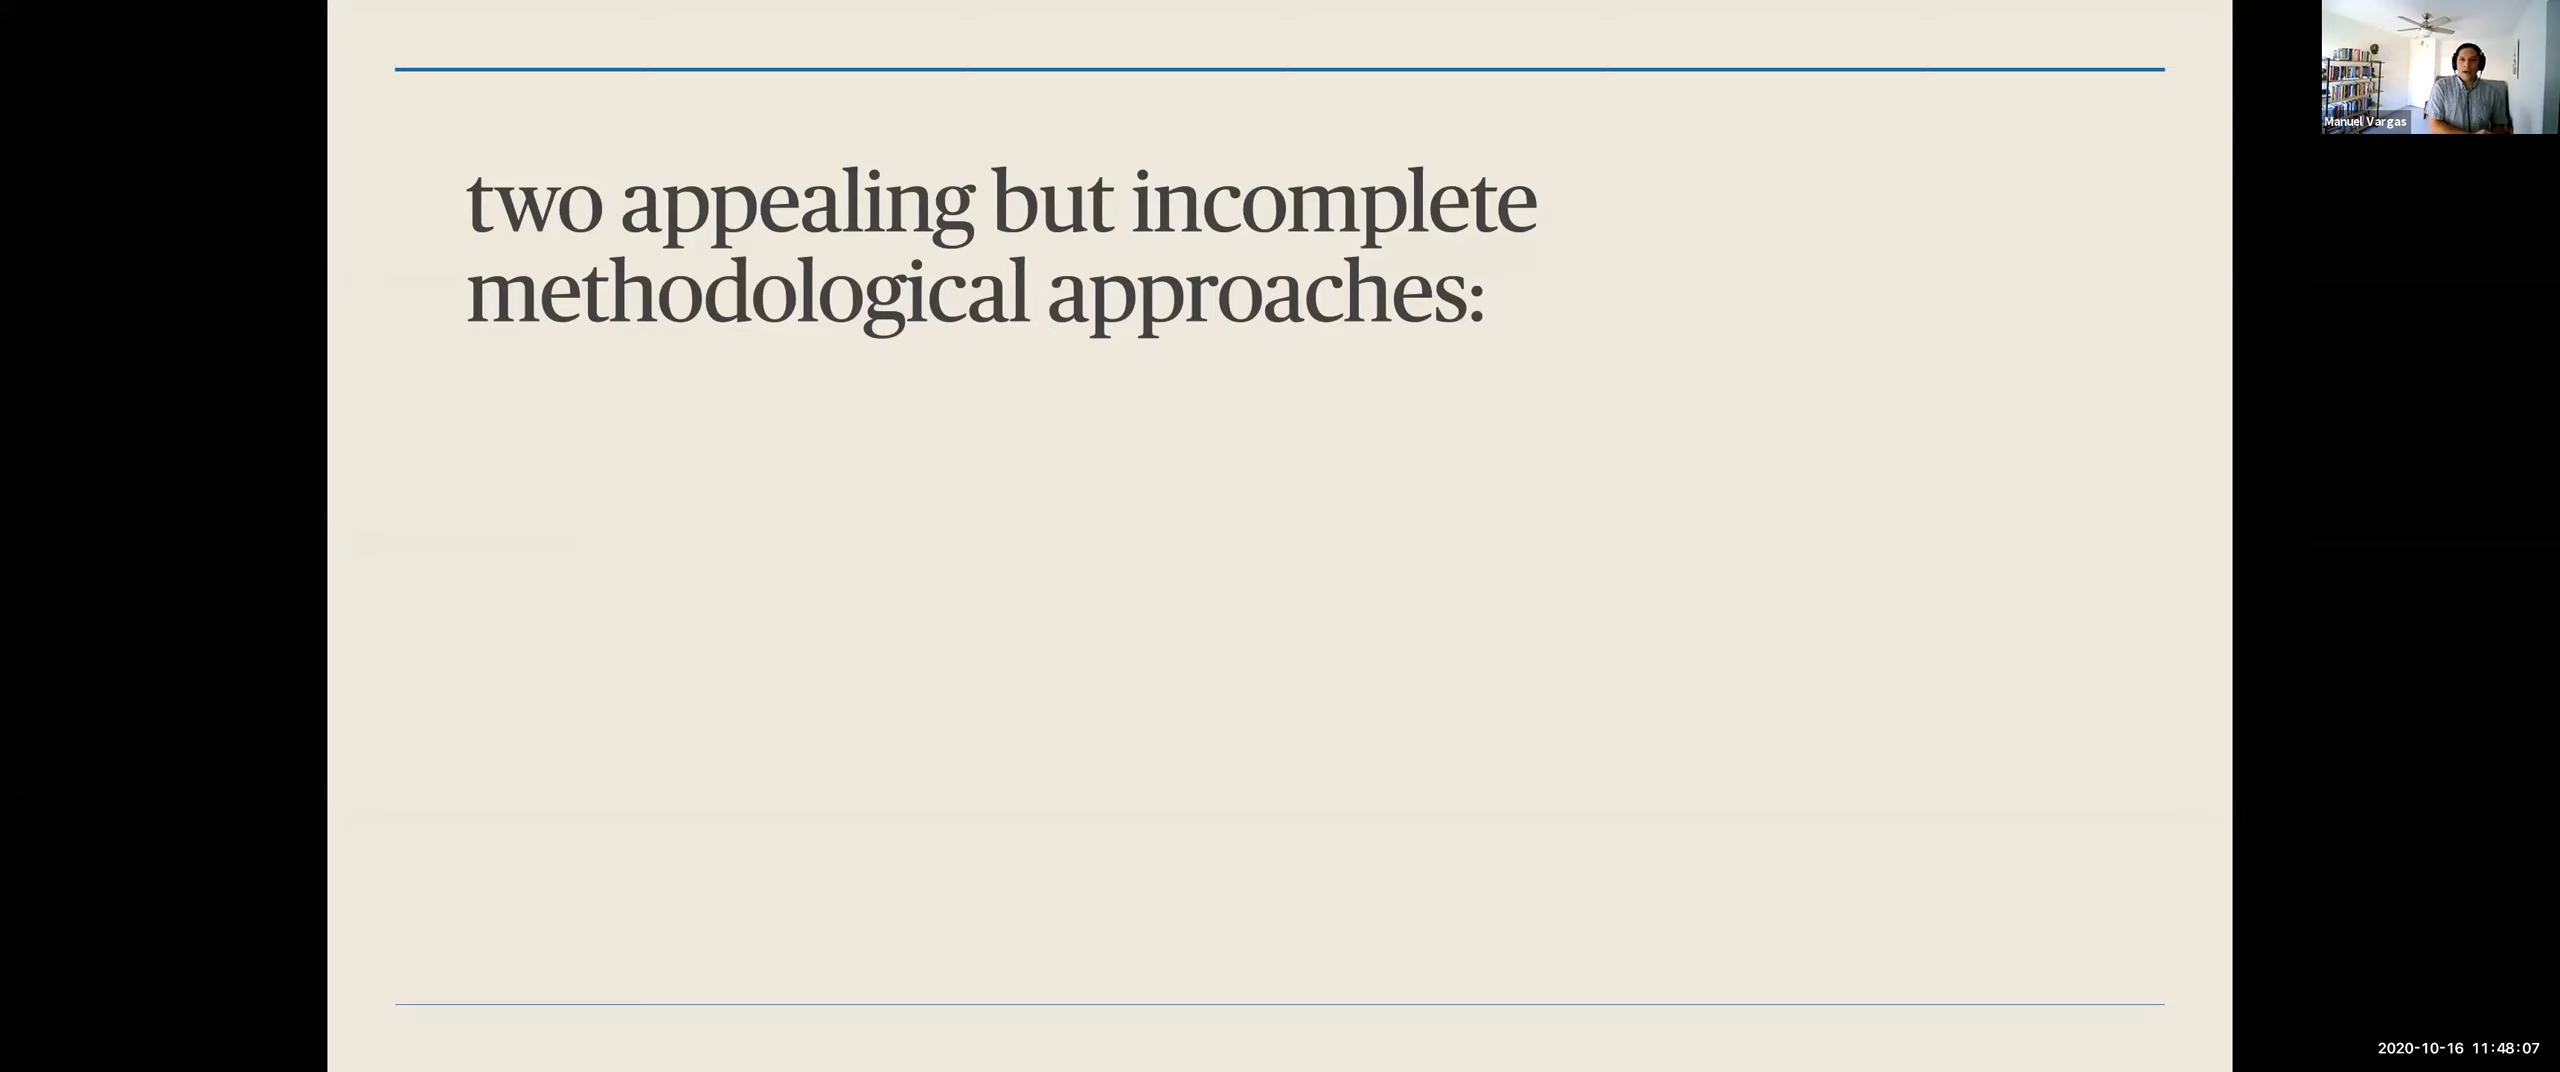 two appealing but incomplete
methodological approaches:
Manuel Vargas
2020-10-16 11:48:07